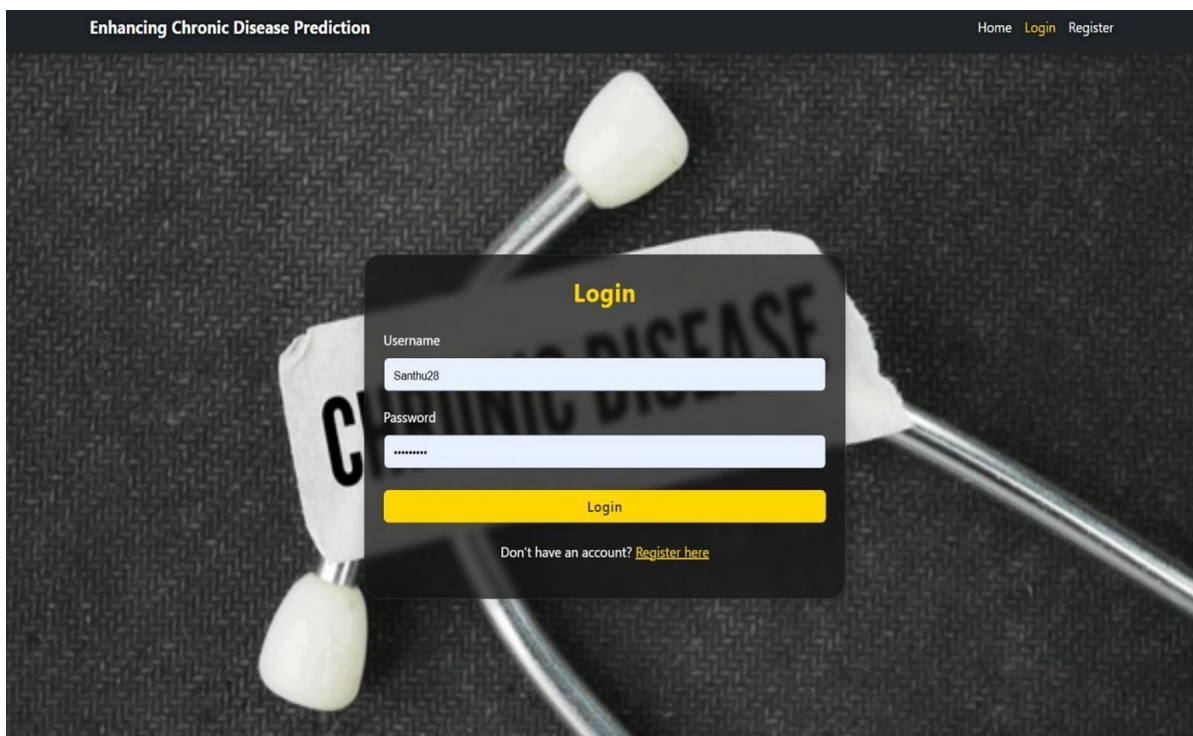 Enhancing Chronic Disease Prediction
Home Login Register
CHRONIC DISEASE
Login
Username
Santhu28
Password
•••••••••
Login
Don't have an account? Register here